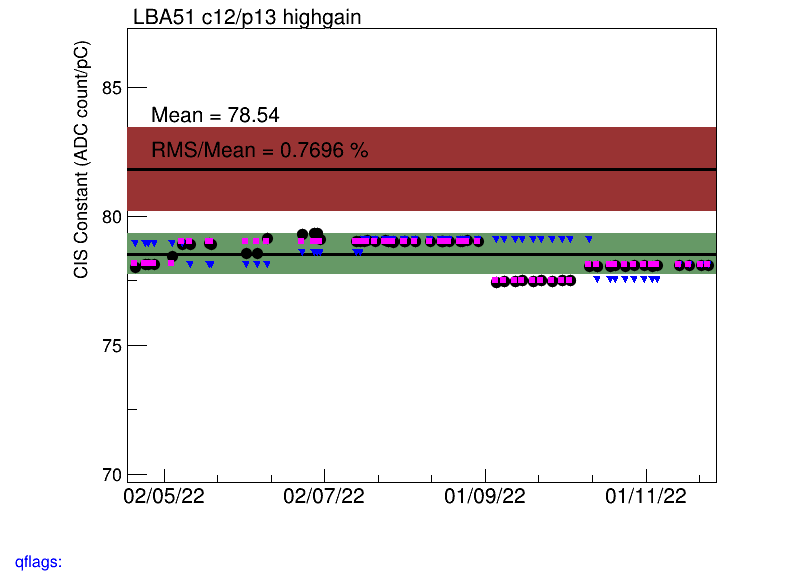 LBA51 c12/p13 highgain
CIS Constant (ADC count/pC)
85
80
75
70
Mean = 78.54
RMS/Mean = 0.7696 %
02/05/22
02/07/22
01/09/22
01/11/22
qflags: